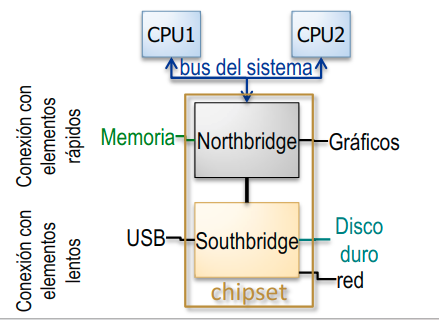 CPU1
CPU2
bus del sistema
Conexión con
elementos
rápidos
Memoria
Northbridge
Gráficos
Conexión con
elementos
lentos
USB
Southbridge
Disco
duro
red
chipset